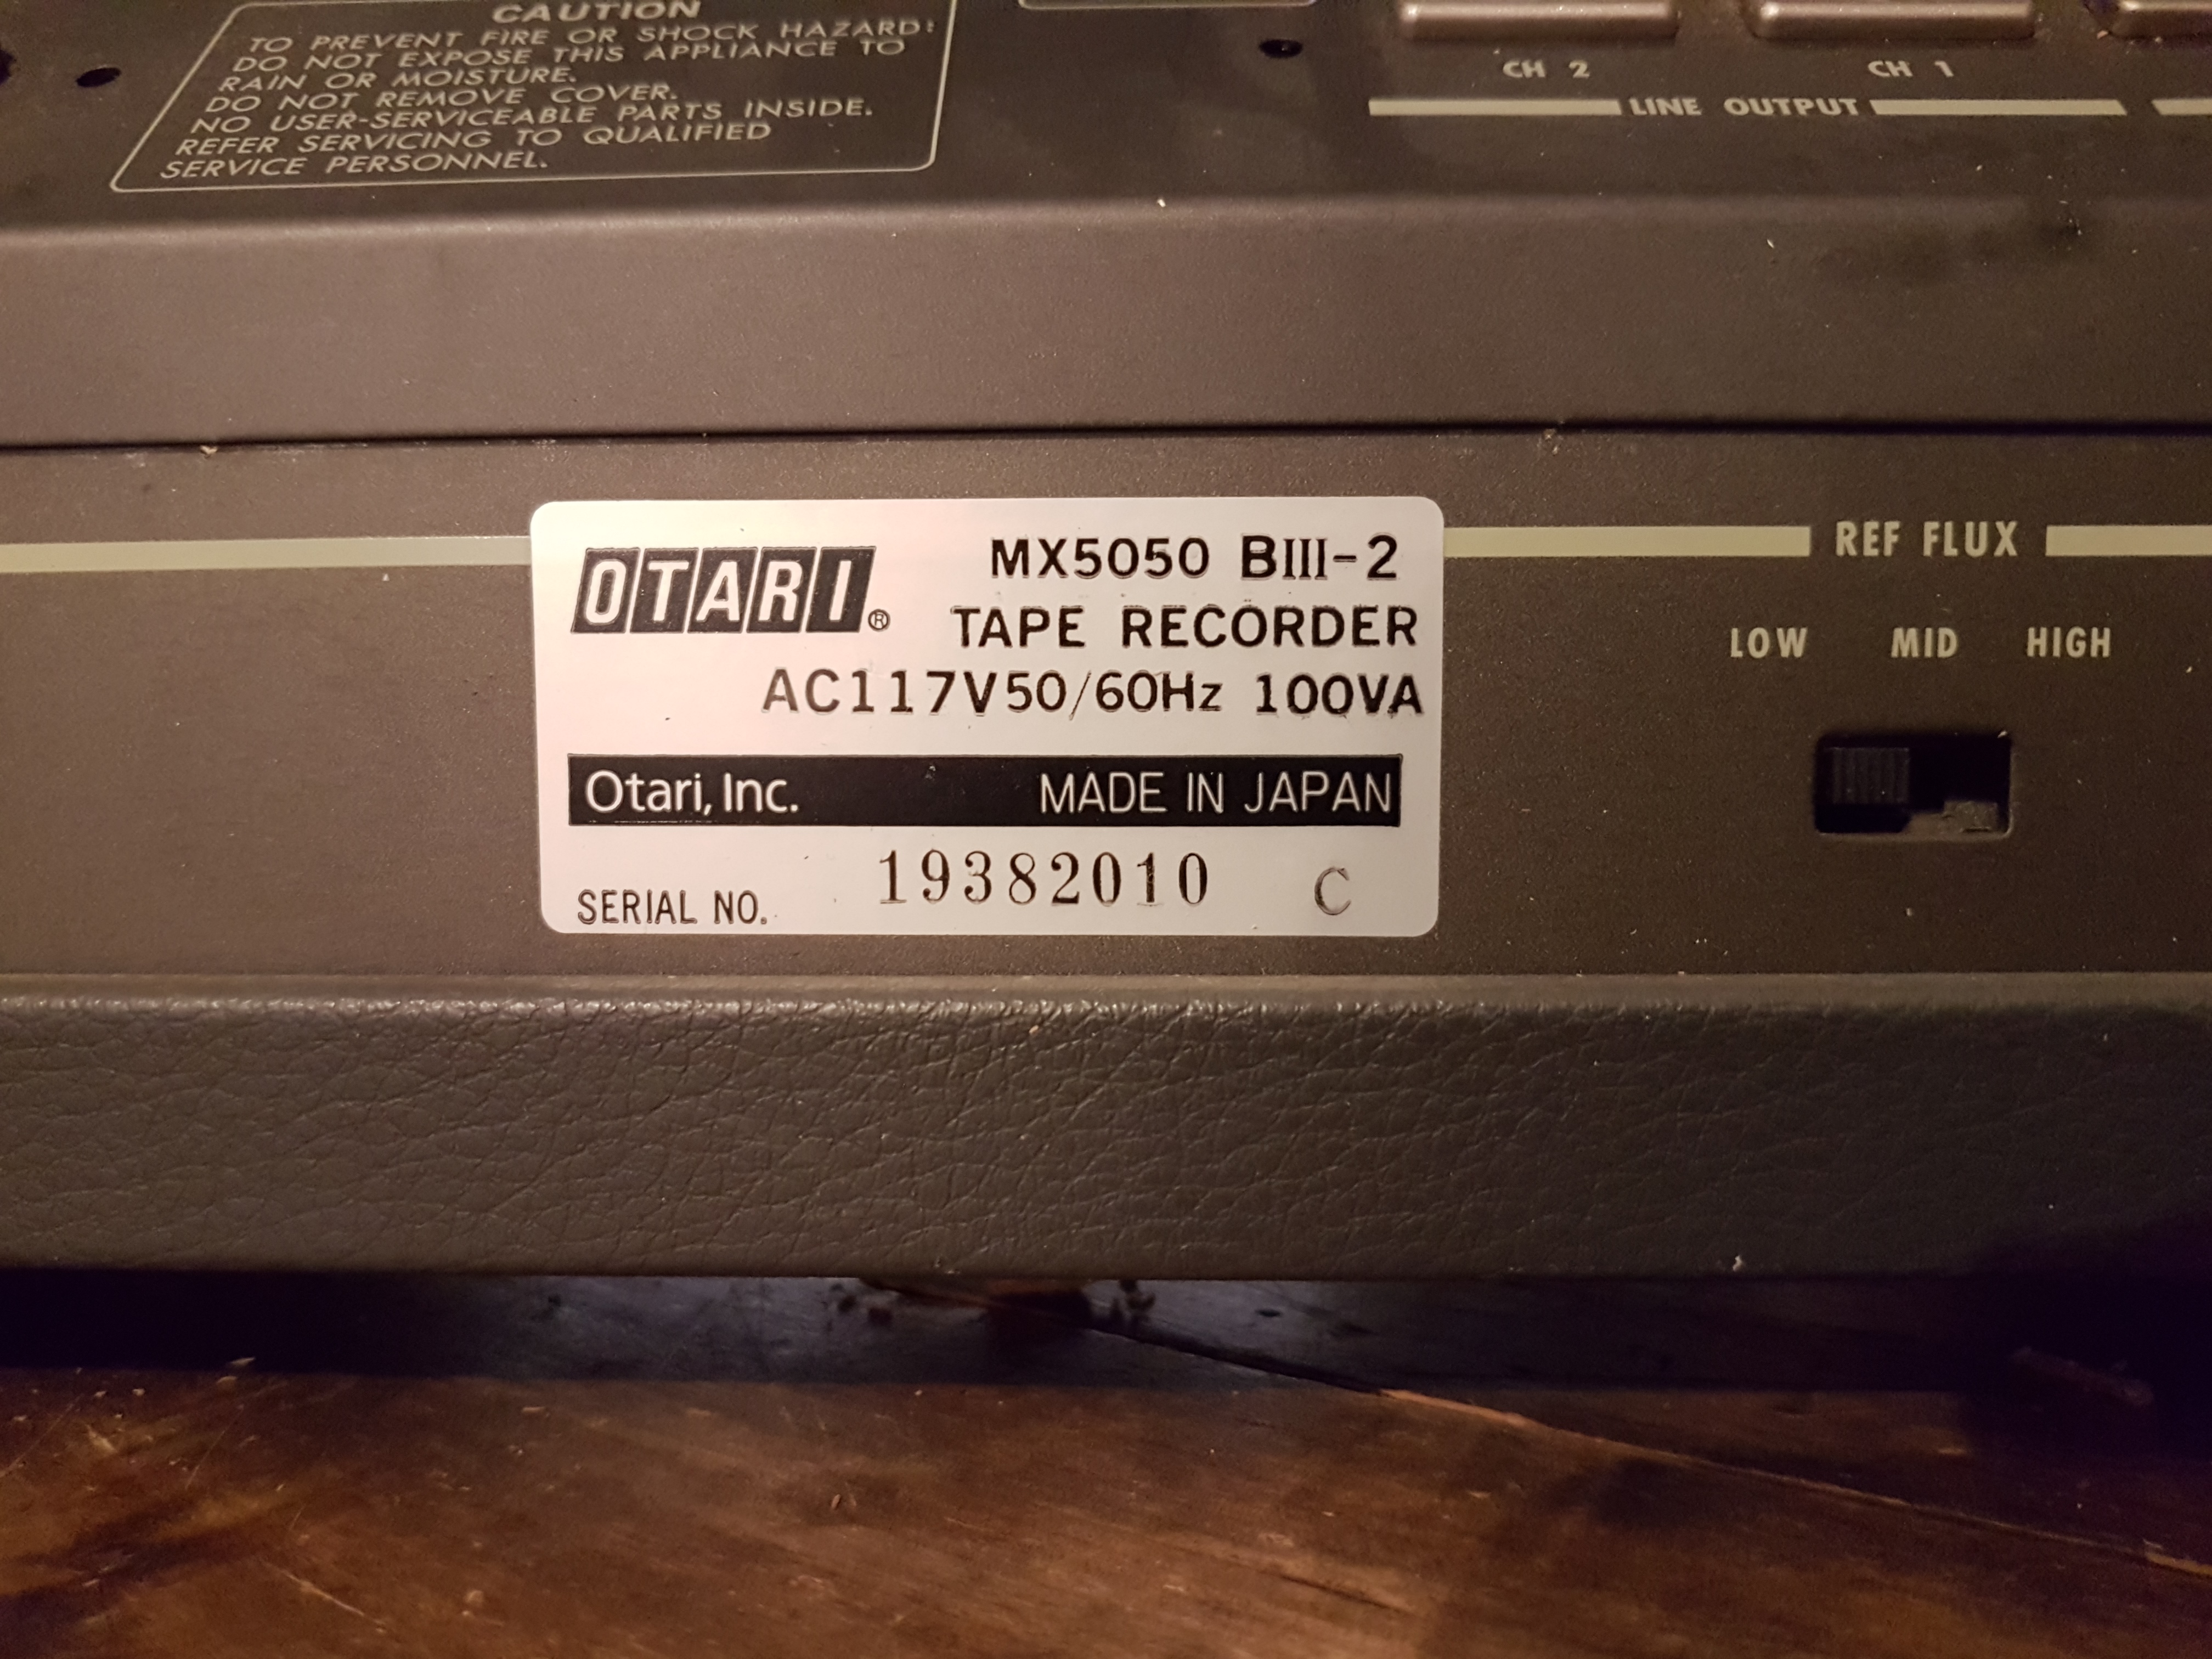 CAUTION
TO PREVENT FIRE OR SHOCK HAZARD:
DO NOT EXPOSE THIS APPLIANCE TO
RAIN OR MOISTURE.
DO NOT REMOVE COVER.
NO USER-SERVICEABLE PARTS INSIDE.
REFER SERVICING TO QUALIFIED
SERVICE PERSONNEL.
CH 2 CH 1
LINE OUTPUT
OTARI® MX5050 BIII-2
TAPE RECORDER
AC117V50/60Hz 100VA
Otari, Inc. MADE IN JAPAN
SERIAL NO. 19382010 C
REF FLUX
LOW MID HIGH